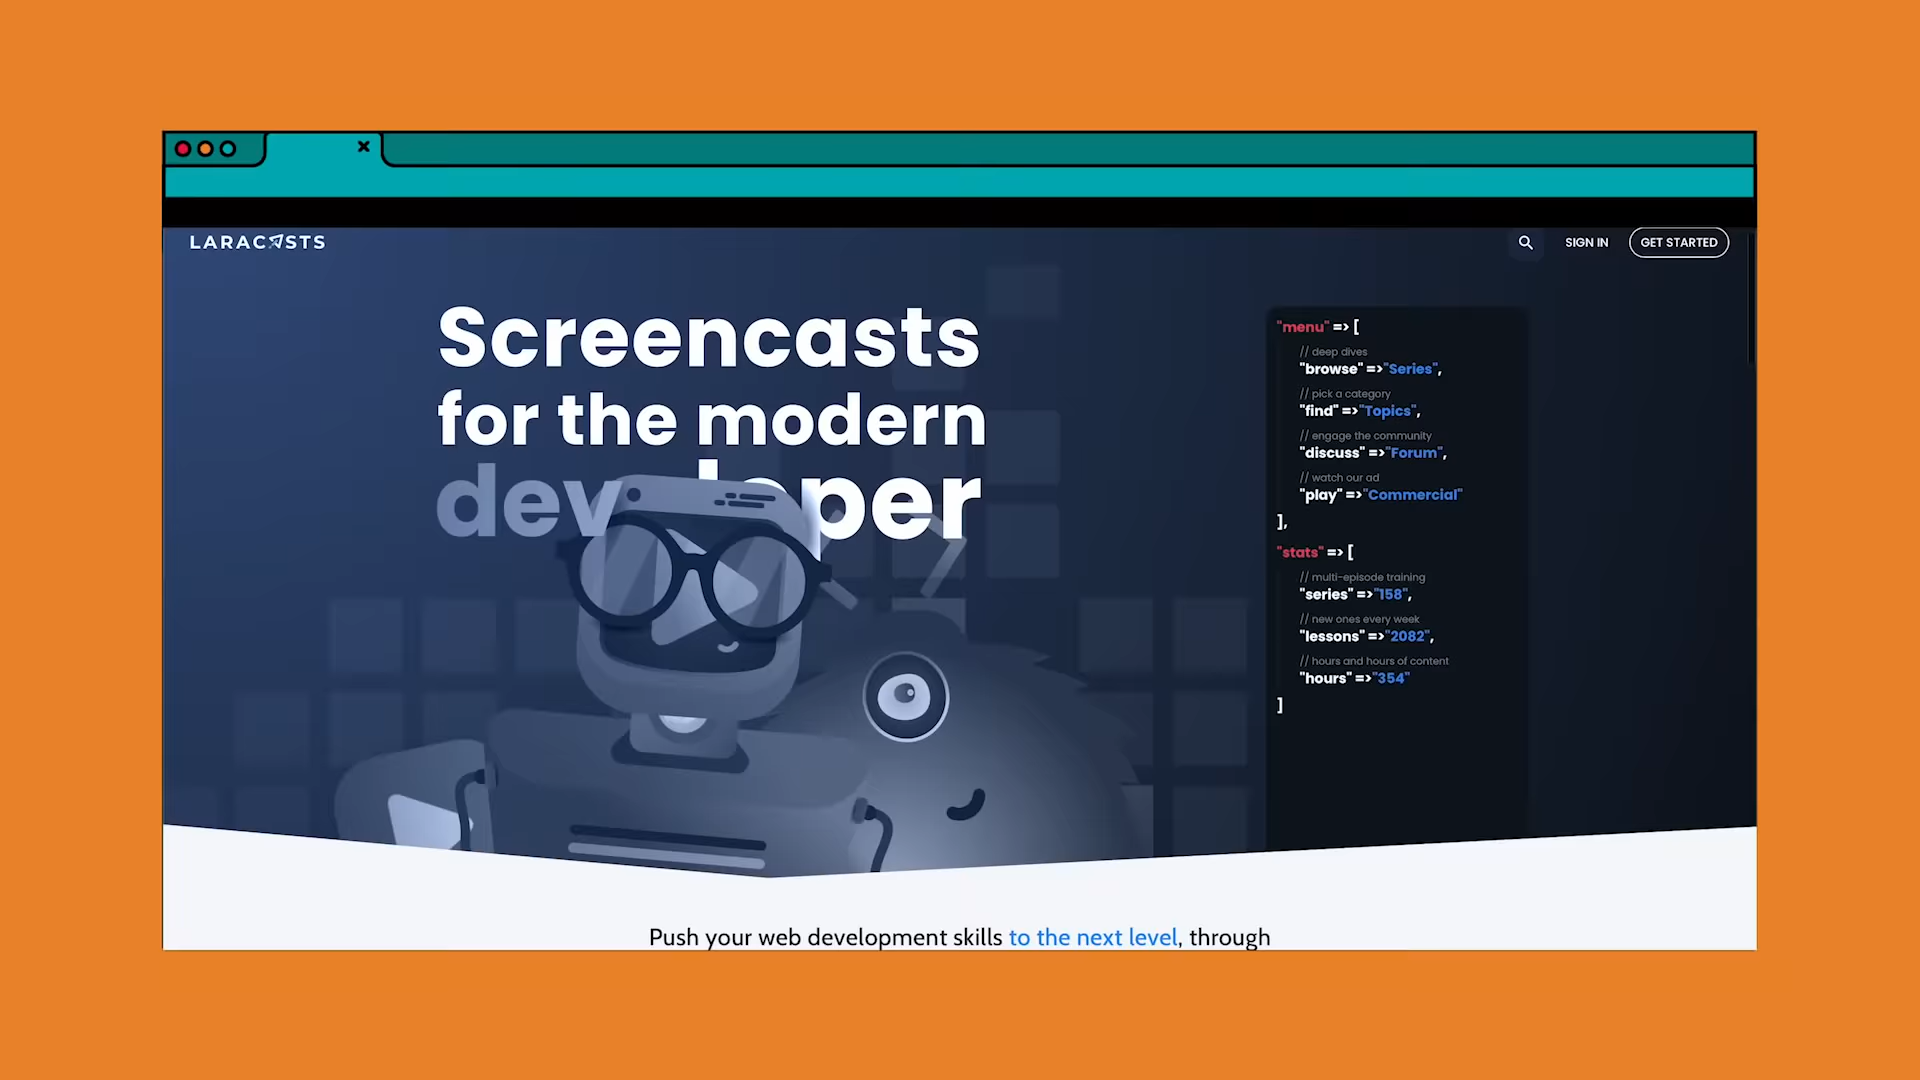 LARACASTS
SIGN IN
GET STARTED
Screencasts
for the modern
"menu" => [
// deep dives
"browse" =>"Series",
// pick a category
"find" =>"Topics",
// engage the community
"discuss" =>"Forum",
// watch our ad
"play" =>"Commercial"
],
"stats" => [
// multi-episode training
"series" =>"158",
// new ones every week
"lessons" =>"2082",
// hours and hours of content
"hours" =>"354"
]
Push your web development skills to the next level, through